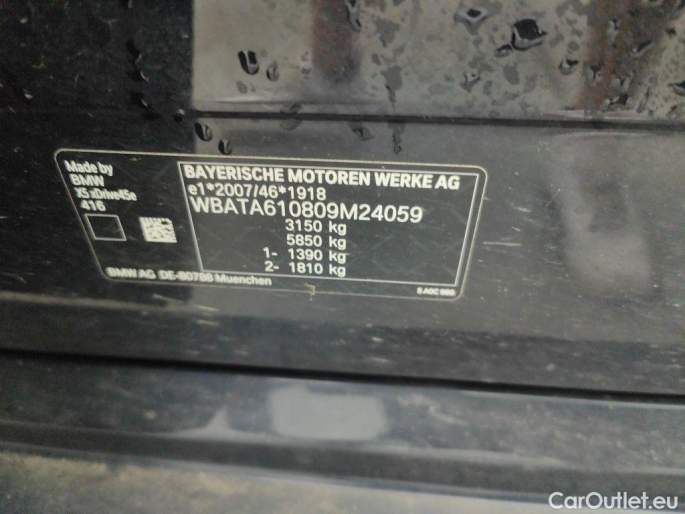 Made by
BMW
X5 xDrive45e
416
BAYERISCHE MOTOREN WERKE AG
e1*2007/46*1918
WBATA610809M24059
3150 kg
5850 kg
1- 1390 kg
2- 1810 kg
BMW AG DE-80788 Muenchen
CarOutlet.eu